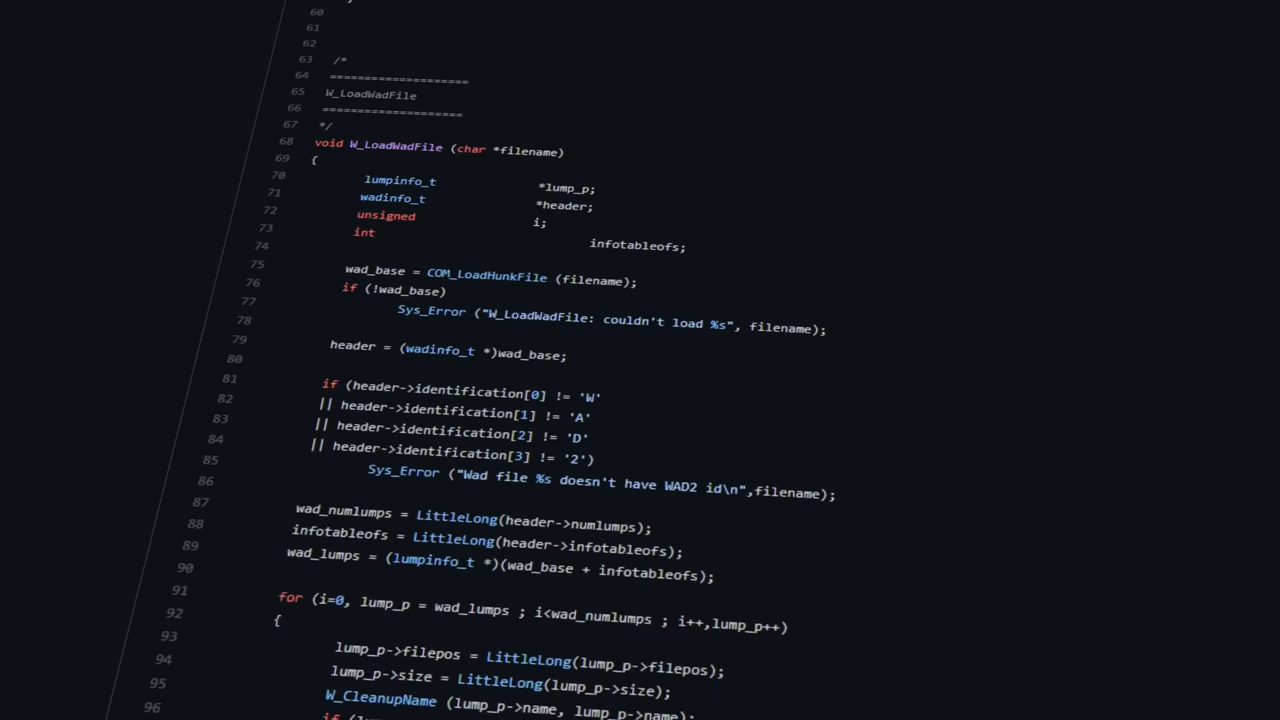 60
61
62
63 /*
64 ====================
65 W_LoadWadFile
66 ====================
67 */
68 void W_LoadWadFile (char *filename)
69 {
70 lumpinfo_t *lump_p;
71 wadinfo_t *header;
72 unsigned i;
73 int infotableofs;
74
75 wad_base = COM_LoadHunkFile (filename);
76 if (!wad_base)
77 Sys_Error ("W_LoadWadFile: couldn't load %s", filename);
78
79 header = (wadinfo_t *)wad_base;
80
81 if (header->identification[0] != 'W'
82 || header->identification[1] != 'A'
83 || header->identification[2] != 'D'
84 || header->identification[3] != '2')
85 Sys_Error ("Wad file %s doesn't have WAD2 id\n",filename);
86
87 wad_numlumps = LittleLong(header->numlumps);
88 infotableofs = LittleLong(header->infotableofs);
89 wad_lumps = (lumpinfo_t *)(wad_base + infotableofs);
90
91 for (i=0, lump_p = wad_lumps ; i<wad_numlumps ; i++,lump_p++)
92 {
93 lump_p->filepos = LittleLong(lump_p->filepos);
94 lump_p->size = LittleLong(lump_p->size);
95 W_CleanupName (lump_p->name, lump_p->name);
96 if